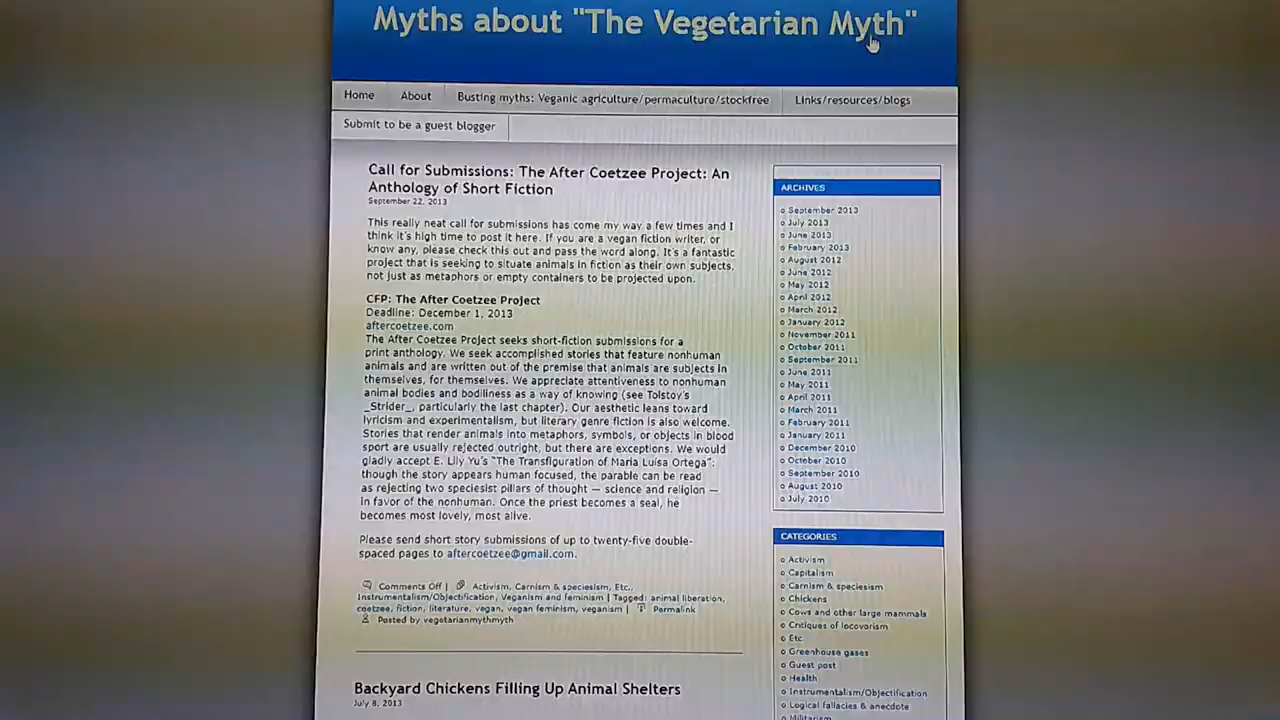 Myths about "The Vegetarian Myth"
Home
About
Busting myths: Veganic agriculture/permaculture/stockfree
Links/resources/blogs
Submit to be a guest blogger
Call for Submissions: The After Coetzee Project: An
Anthology of Short Fiction
September 22, 2013
This really neat call for submissions has come my way a few times and I
think it's high time to post it here. If you are a vegan fiction writer, or
know any, please check this out and pass the word along. It's a fantastic
project that is seeking to situate animals in fiction as their own subjects,
not just as metaphors or empty containers to be projected upon.
CFP: The After Coetzee Project
Deadline: December 1, 2013
aftercoetzee.com
The After Coetzee Project seeks short-fiction submissions for a
print anthology. We seek accomplished stories that feature nonhuman
animals and are written out of the premise that animals are subjects in
themselves, for themselves. We appreciate attentiveness to nonhuman
animal bodies and bodiliness as a way of knowing (see Tolstoy's
_Strider_, particularly the last chapter). Our aesthetic leans toward
lyricism and experimentalism, but literary genre fiction is also welcome.
Stories that render animals into metaphors, symbols, or objects in blood
sport are usually rejected outright, but there are exceptions. We would
gladly accept E. Lily Yu's "The Transfiguration of Maria Luisa Ortega":
though the story appears human focused, the parable can be read
as rejecting two speciesist pillars of thought — science and religion —
in favor of the nonhuman. Once the priest becomes a seal, he
becomes most lovely, most alive.
Please send short story submissions of up to twenty-five double-
spaced pages to aftercoetzee@gmail.com.
Comments Off | Activism, Carnism & speciesism, Etc.,
Instrumentalism/Objectification, Veganism and feminism | Tagged: animal liberation,
coetzee, fiction, literature, vegan, vegan feminism, veganism | Permalink
Posted by vegetarianmythmyth
Backyard Chickens Filling Up Animal Shelters
July 8, 2013
ARCHIVES
September 2013
July 2013
June 2013
February 2013
August 2012
June 2012
May 2012
April 2012
March 2012
January 2012
November 2011
October 2011
September 2011
June 2011
May 2011
April 2011
March 2011
February 2011
January 2011
December 2010
October 2010
September 2010
August 2010
July 2010
CATEGORIES
Activism
Capitalism
Carnism & speciesism
Chickens
Cows and other large mammals
Critiques of locovorism
Etc.
Greenhouse gases
Guest post
Health
Instrumentalism/Objectification
Logical fallacies & anecdote
Militarism